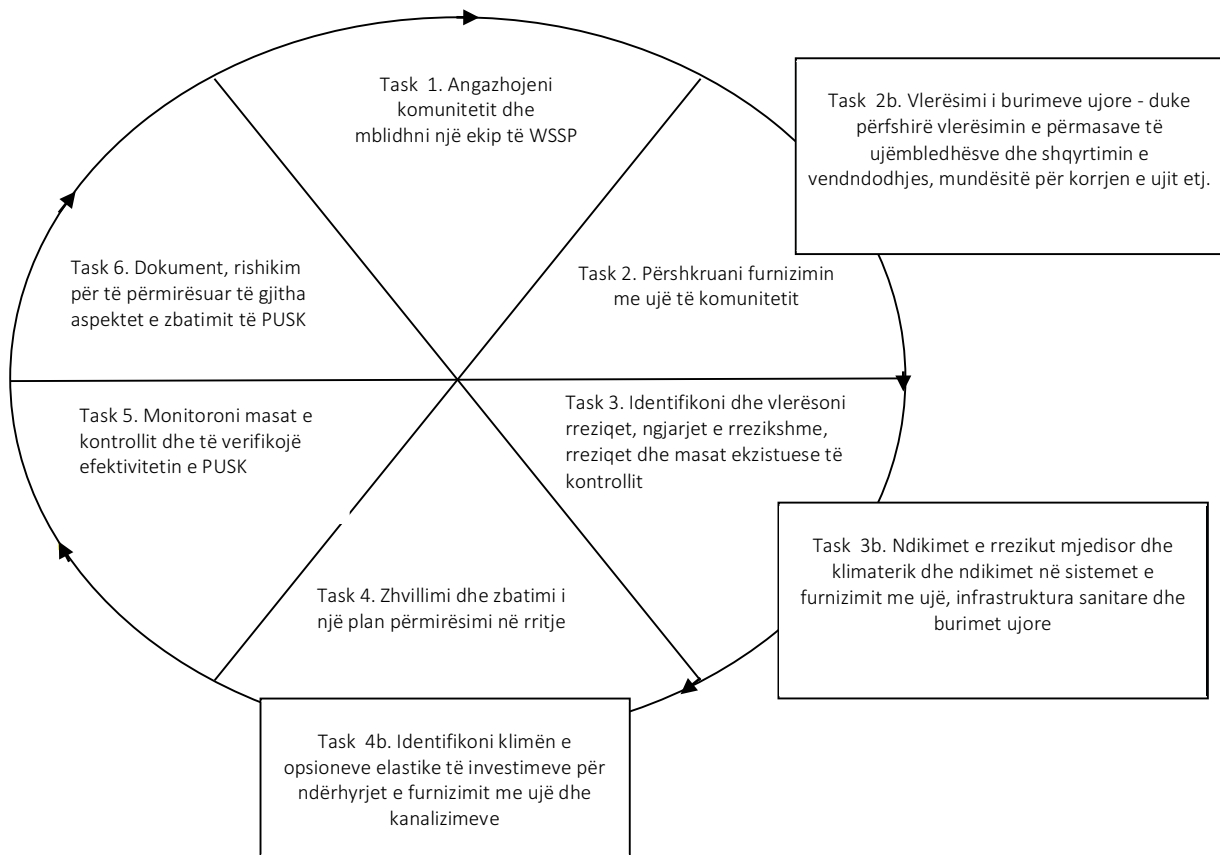 Task 1. Angazhojeni
komunitetit dhe
mblidhni një ekip të WSSP
Task 2b. Vlerësimi i burimeve ujore - duke
përfshirë vlerësimin e përmasave të
ujëmbledhësve dhe shqyrtimin e
vendndodhjes, mundësitë për korrjen e ujit etj.
Task 2. Përshkruani furnizimin
me ujë të komunitetit
Task 3. Identifikoni dhe vlerësoni
rreziqet, ngjarjet e rrezikshme,
rreziqet dhe masat ekzistuese të
kontrollit
Task 3b. Ndikimet e rrezikut mjedisor dhe
klimaterik dhe ndikimet në sistemet e
furnizimit me ujë, infrastruktura sanitare dhe
burimet ujore
Task 4. Zhvillimi dhe zbatimi i
një plan përmirësimi në rritje
Task 4b. Identifikoni klimën e
opsioneve elastike të investimeve për
ndërhyrjet e furnizimit me ujë dhe
kanalizimeve
Task 5. Monitoroni masat e
kontrollit dhe të verifikojë
efektivitetin e PUSK
Task 6. Dokument, rishikim
për të përmirësuar të gjitha
aspektet e zbatimit të PUSK